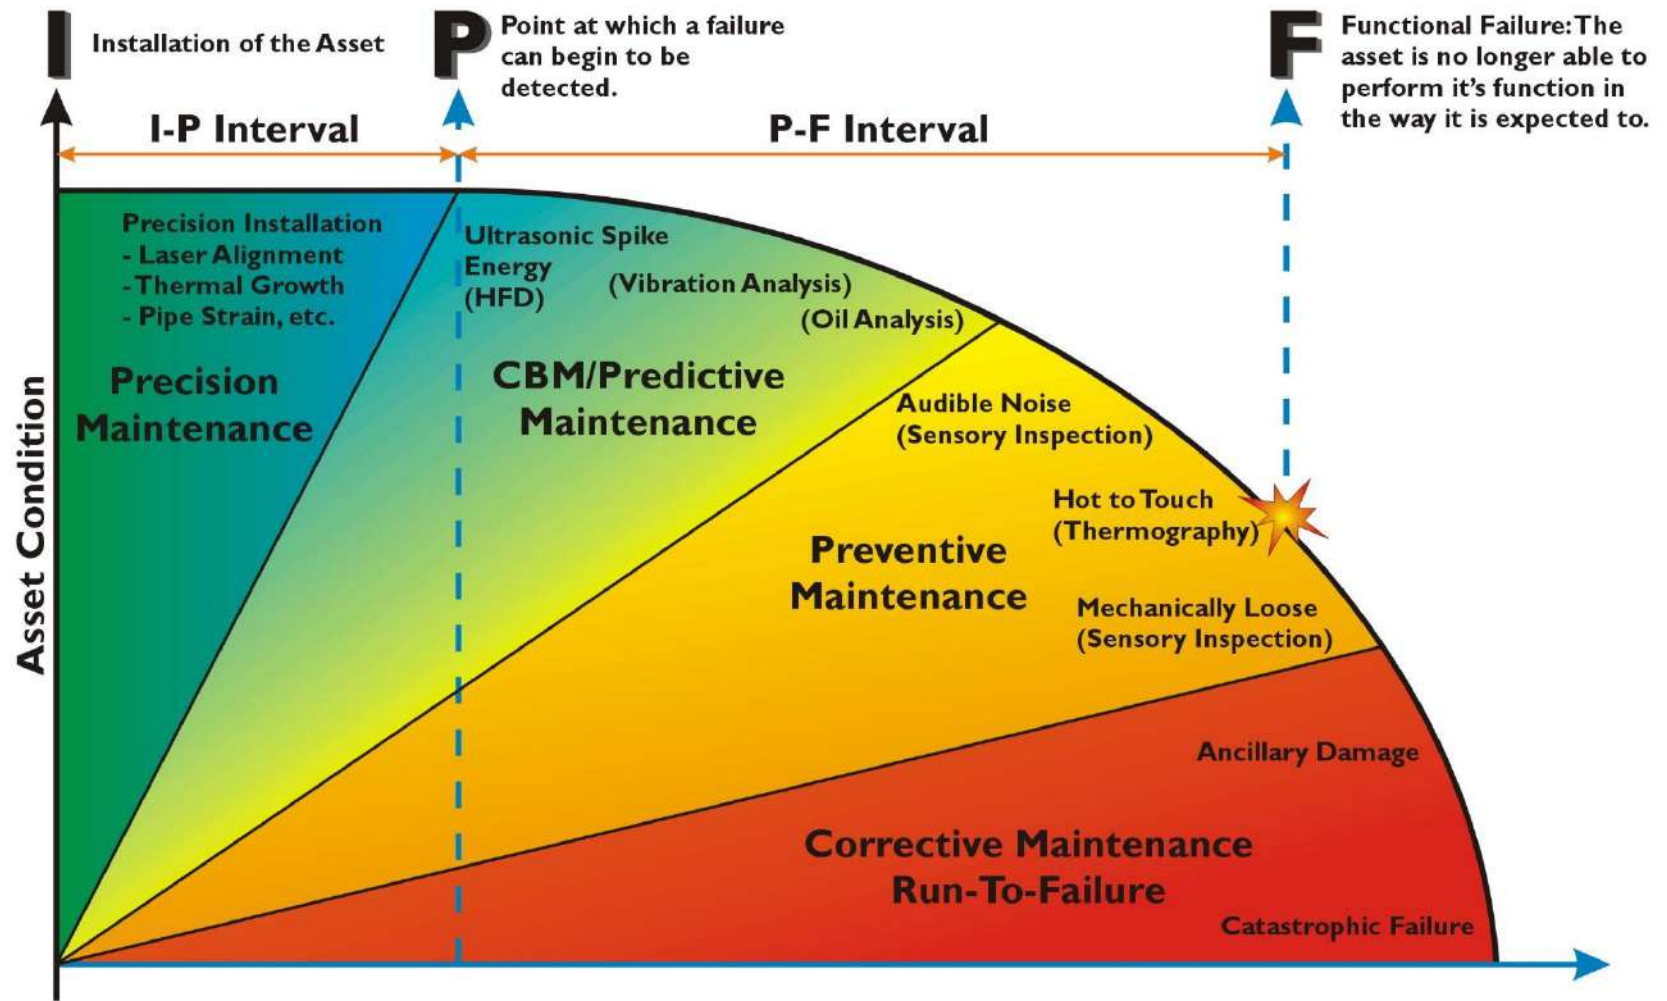 I
Installation of the Asset
P
Point at which a failure
can begin to be
detected.
F
Functional Failure: The
asset is no longer able to
perform it's function in
the way it is expected to.
I-P Interval
P-F Interval
Precision Installation
- Laser Alignment
- Thermal Growth
- Pipe Strain, etc.
Precision
Maintenance
Ultrasonic Spike
Energy
(HFD)
(Vibration Analysis)
(Oil Analysis)
CBM/Predictive
Maintenance
Audible Noise
(Sensory Inspection)
Hot to Touch
(Thermography)
Preventive
Maintenance
Mechanically Loose
(Sensory Inspection)
Ancillary Damage
Corrective Maintenance
Run-To-Failure
Catastrophic Failure
Asset Condition